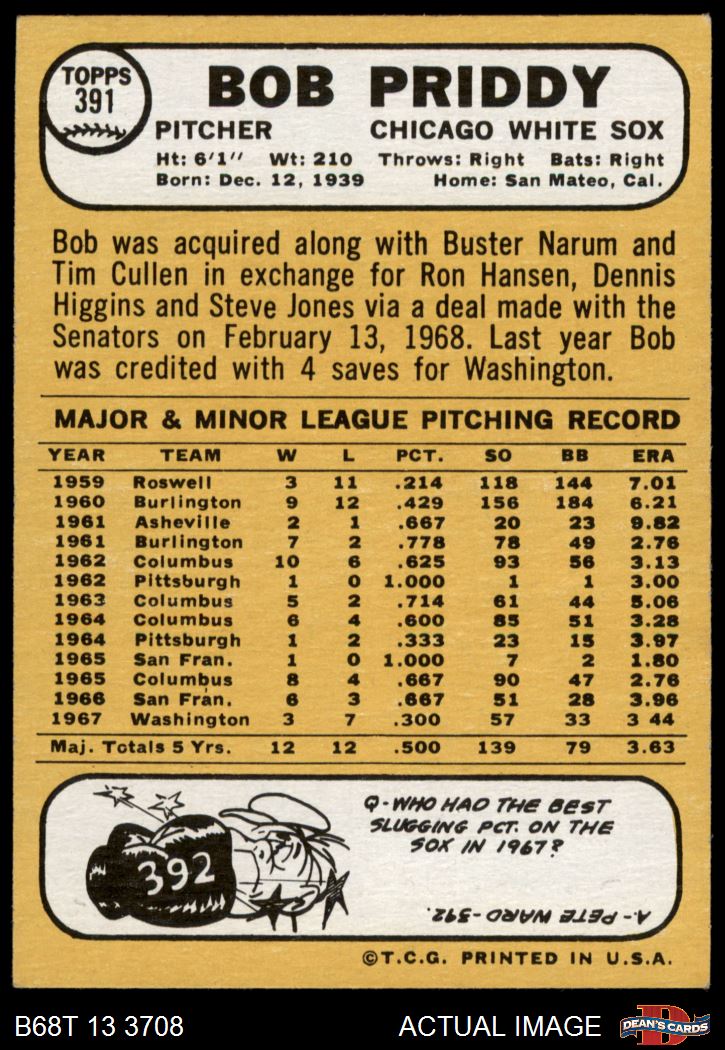 TOPPS
391
BOB PRIDDY
PITCHER CHICAGO WHITE SOX
Ht: 6'1" Wt: 210 Throws: Right Bats: Right
Born: Dec. 12, 1939 Home: San Mateo, Cal.
Bob was acquired along with Buster Narum and
Tim Cullen in exchange for Ron Hansen, Dennis
Higgins and Steve Jones via a deal made with the
Senators on February 13, 1968. Last year Bob
was credited with 4 saves for Washington.
MAJOR & MINOR LEAGUE PITCHING RECORD
YEAR TEAM W L PCT. SO BB ERA
1959 Roswell 3 11 .214 118 144 7.01
1960 Burlington 9 12 .429 156 184 6.21
1961 Asheville 2 1 .667 20 23 9.82
1961 Burlington 7 2 .778 78 49 2.76
1962 Columbus 10 6 .625 93 56 3.13
1962 Pittsburgh 1 0 1.000 1 1 3.00
1963 Columbus 5 2 .714 61 44 5.06
1964 Columbus 6 4 .600 85 51 3.28
1964 Pittsburgh 1 2 .333 23 15 3.97
1965 San Fran. 1 0 1.000 7 2 1.80
1965 Columbus 8 4 .667 90 47 2.76
1966 San Fran. 6 3 .667 51 28 3.96
1967 Washington 3 7 .300 57 33 3 44
Maj. Totals 5 Yrs. 12 12 .500 139 79 3.63
392
Q-WHO HAD THE BEST
SLUGGING PCT. ON THE
SOX IN 1967?
A-PETE WARD-.392.
©T.C.G. PRINTED IN U.S.A.
B68T 13 3708 ACTUAL IMAGE
D
DEAN'S CARDS